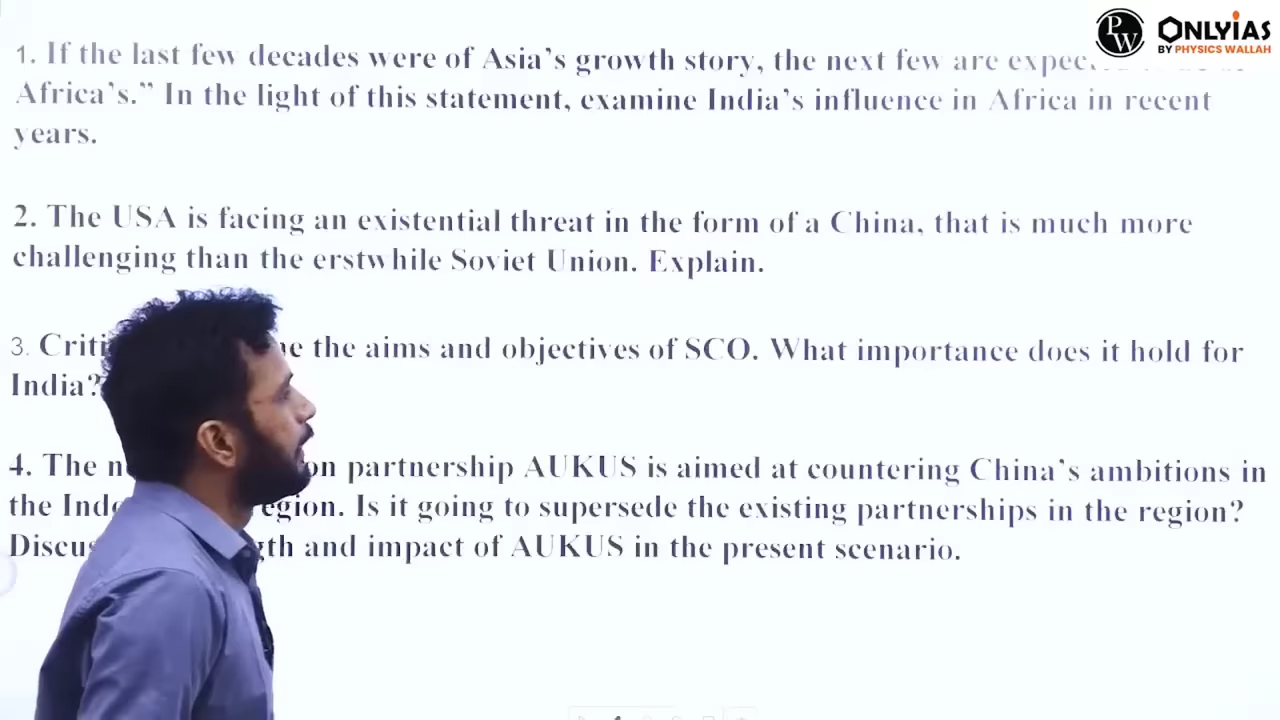 PW
ONLYIAS
BY PHYSICS WALLAH
1. If the last few decades were of Asia’s growth story, the next few are
Africa’s.” In the light of this statement, examine India’s influence in Africa in recent
years.
2. The USA is facing an existential threat in the form of a China, that is much more
challenging than the erstwhile Soviet Union. Explain.
3. the aims and objectives of SCO. What importance does it hold for
India?
4. The partnership AUKUS is aimed at countering China’s ambitions in
the Is it going to supersede the existing partnerships in the region?
and impact of AUKUS in the present scenario.